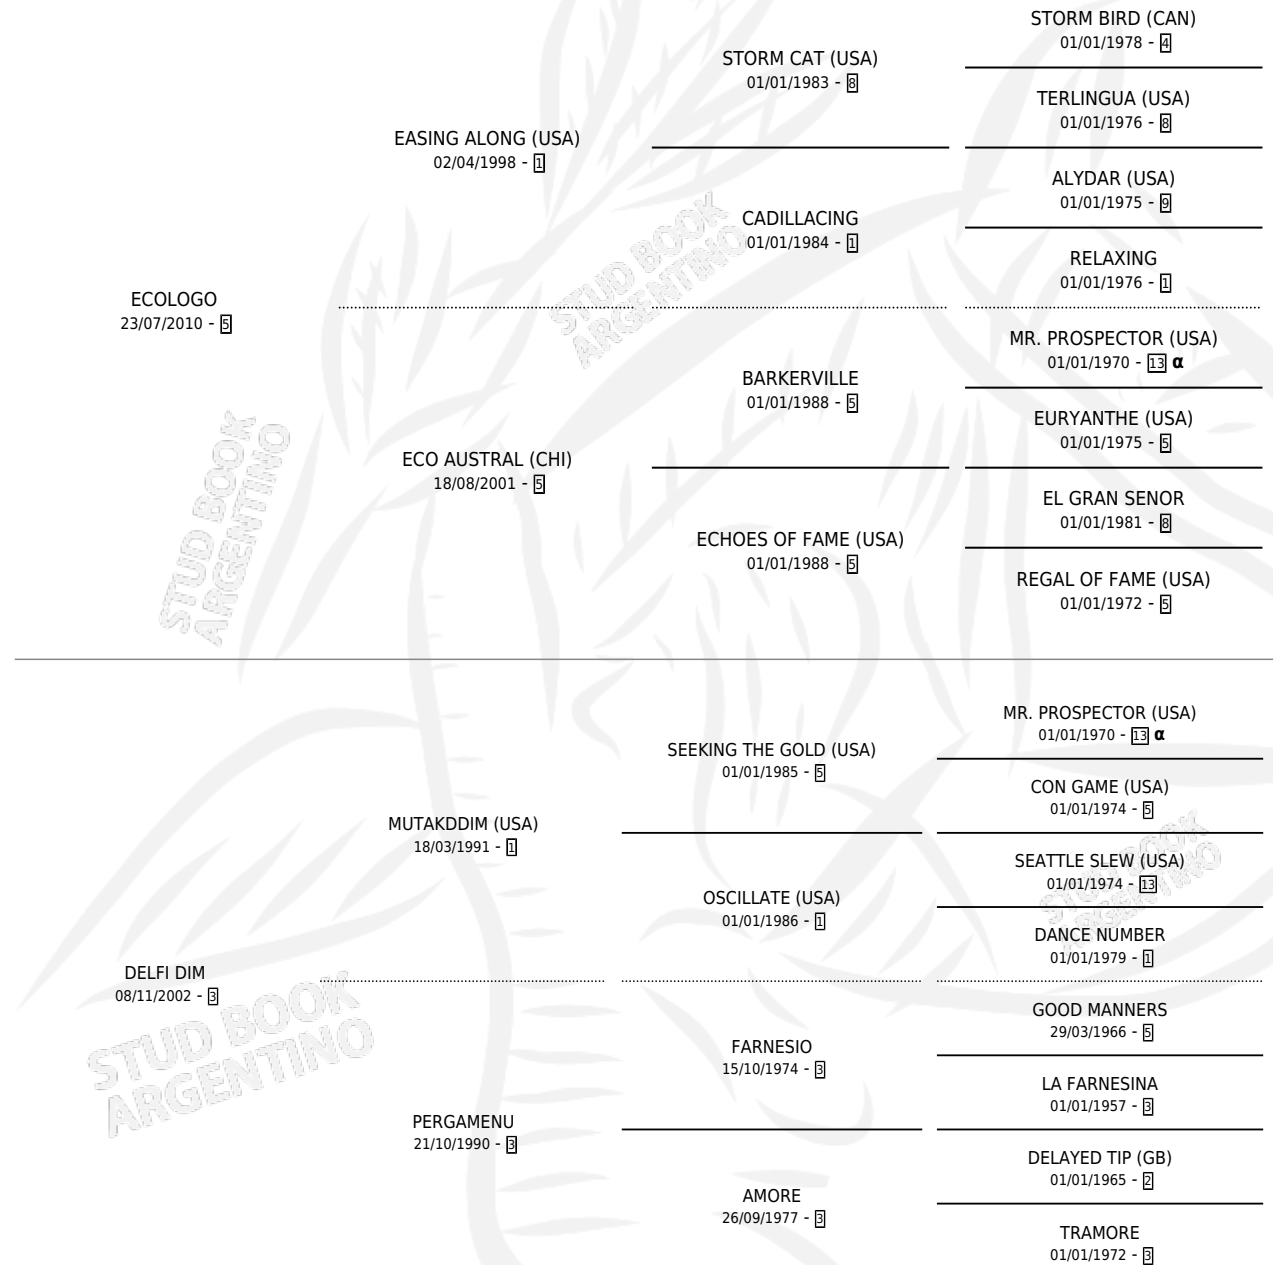 STORM BIRD (CAN)
01/01/1978 - 4
STORM CAT (USA)
01/01/1983 - 8
TERLINGUA (USA)
01/01/1976 - 8
EASING ALONG (USA)
02/04/1998 - 1
ALYDAR (USA)
01/01/1975 - 9
CADILLACING
01/01/1984 - 1
RELAXING
01/01/1976 - 1
STUD BOOK
ARGENTINO
ECOLOGO
23/07/2010 - 5
MR. PROSPECTOR (USA)
01/01/1970 - 13 α
BARKERVILLE
01/01/1988 - 5
EURYANTHE (USA)
01/01/1975 - 5
ECO AUSTRAL (CHI)
18/08/2001 - 5
EL GRAN SENOR
01/01/1981 - 8
ECHOES OF FAME (USA)
01/01/1988 - 5
REGAL OF FAME (USA)
01/01/1972 - 5
STUD BOOK
ARGENTINO
MR. PROSPECTOR (USA)
01/01/1970 - 13 α
SEEKING THE GOLD (USA)
01/01/1985 - 5
CON GAME (USA)
01/01/1974 - 5
MUTAKDDIM (USA)
18/03/1991 - 1
SEATTLE SLEW (USA)
01/01/1974 - 13
OSCILLATE (USA)
01/01/1986 - 1
DANCE NUMBER
01/01/1979 - 1
STUD BOOK
ARGENTINO
DELFI DIM
08/11/2002 - 3
GOOD MANNERS
29/03/1966 - 5
FARNESIO
15/10/1974 - 3
LA FARNESINA
01/01/1957 - 3
STUD BOOK
ARGENTINO
PERGAMENU
21/10/1990 - 3
DELAYED TIP (GB)
01/01/1965 - 2
AMORE
26/09/1977 - 3
TRAMORE
01/01/1972 - 3